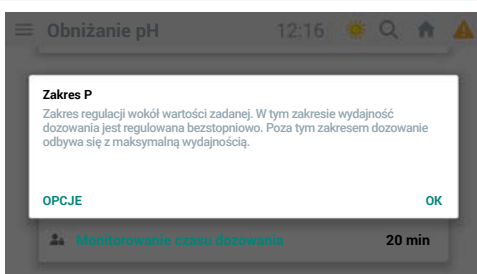 Obniżanie pH 12:16
Zakres P
Zakres regulacji wokół wartości zadanej. W tym zakresie wydajność
dozowania jest regulowana bezstopniowo. Poza tym zakresem dozowanie
odbywa się z maksymalną wydajnością.
OPCJE OK
Monitorowanie czasu dozowania 20 min